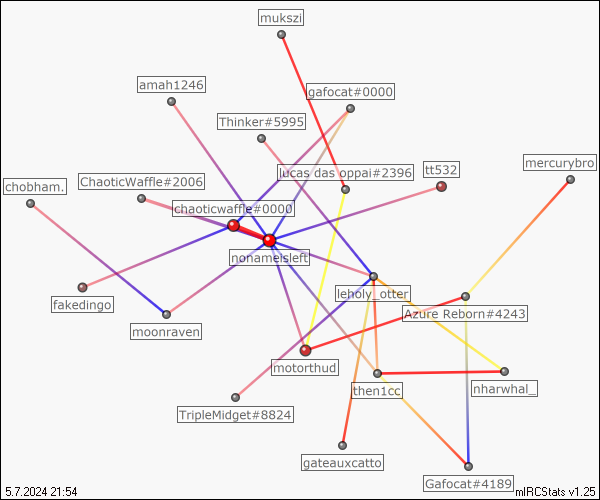 mukszi
amah1246
gafocat#0000
Thinker#5995
lucas das oppai#2396
tt532
mercurybro
chobham.
ChaoticWaffle#2006
chaoticwaffle#0000
nonameisleft
fakedingo
leholy_otter
Azure Reborn#4243
moonraven
motorthud
then1cc
nharwhal_
TripleMidget#8824
gateauxcatto
Gafocat#4189
5.7.2024 21:54
mIRCStats v1.25